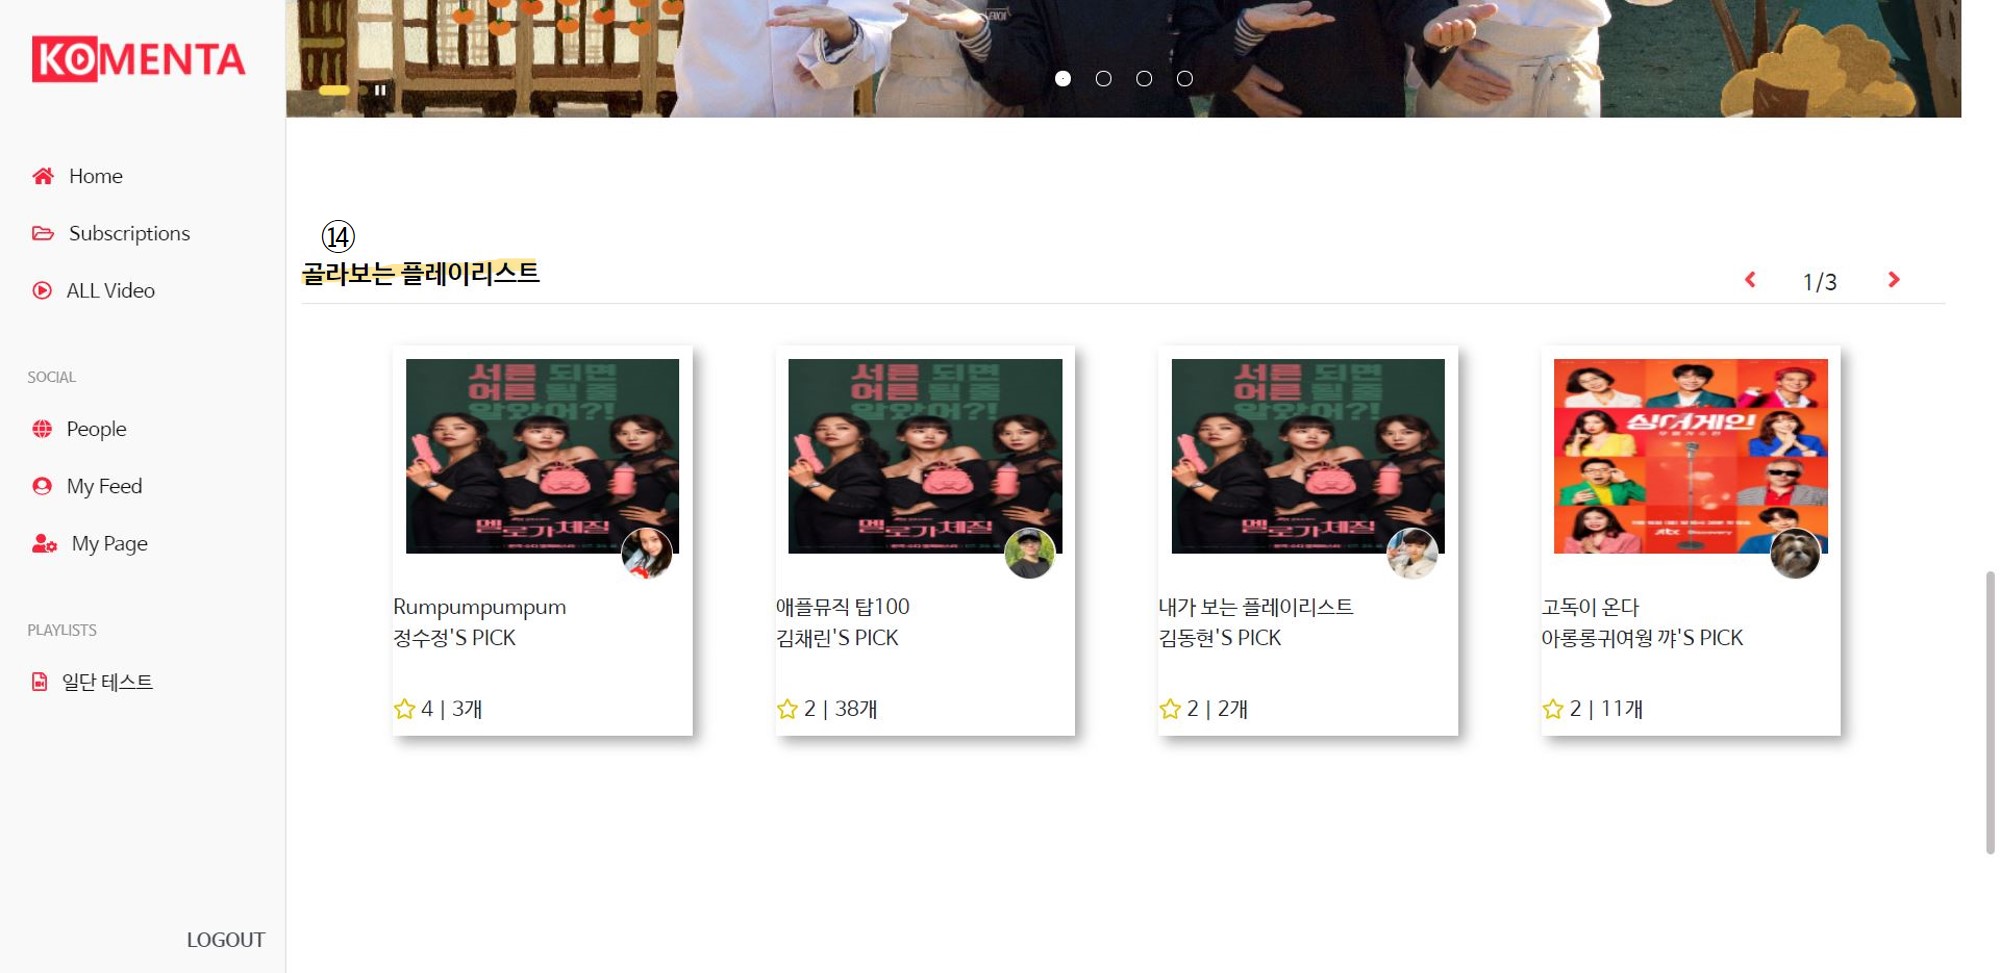 KOMENTA
Home
Subscriptions
ALL Video
SOCIAL
People
My Feed
My Page
PLAYLISTS
일단 테스트
LOGOUT
⑭
골라보는 플레이리스트
1/3
서른 되면
어른 될 줄
알았어?!
멜로가 체질
Rumpumpumpum
정수정'S PICK
4 | 3개
서른 되면
어른 될 줄
알았어?!
멜로가 체질
애플뮤직 탑100
김채린'S PICK
2 | 38개
서른 되면
어른 될 줄
알았어?!
멜로가 체질
내가 보는 플레이리스트
김동현'S PICK
2 | 2개
싱어게인
jtbc Discovery
고독이 온다
아롱롱귀여웡 꺄'S PICK
2 | 11개